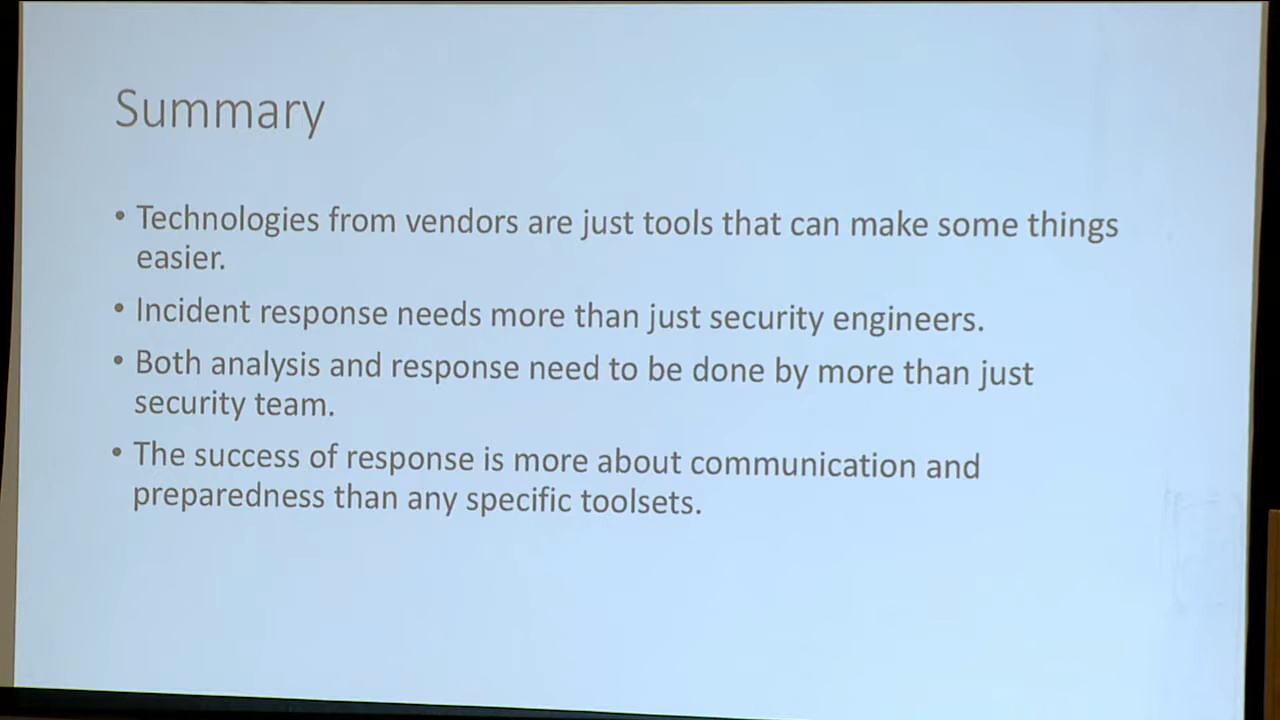 Summary
• Technologies from vendors are just tools that can make some things
easier.
• Incident response needs more than just security engineers.
• Both analysis and response need to be done by more than just
security team.
• The success of response is more about communication and
preparedness than any specific toolsets.